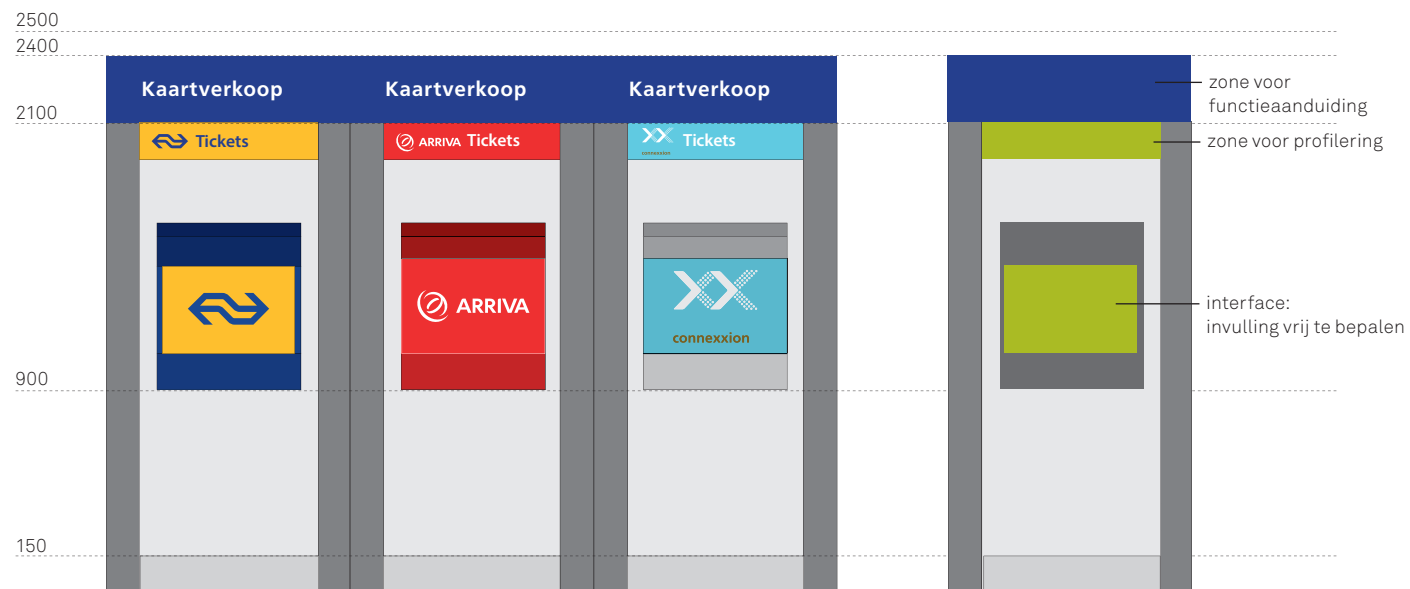 2500
2400
Kaartverkoop Kaartverkoop Kaartverkoop
zone voor
functieaanduiding
2100
Tickets ARRIVA Tickets connexxion Tickets
zone voor profilering
interface:
invulling vrij te bepalen
ARRIVA
connexxion
900
150